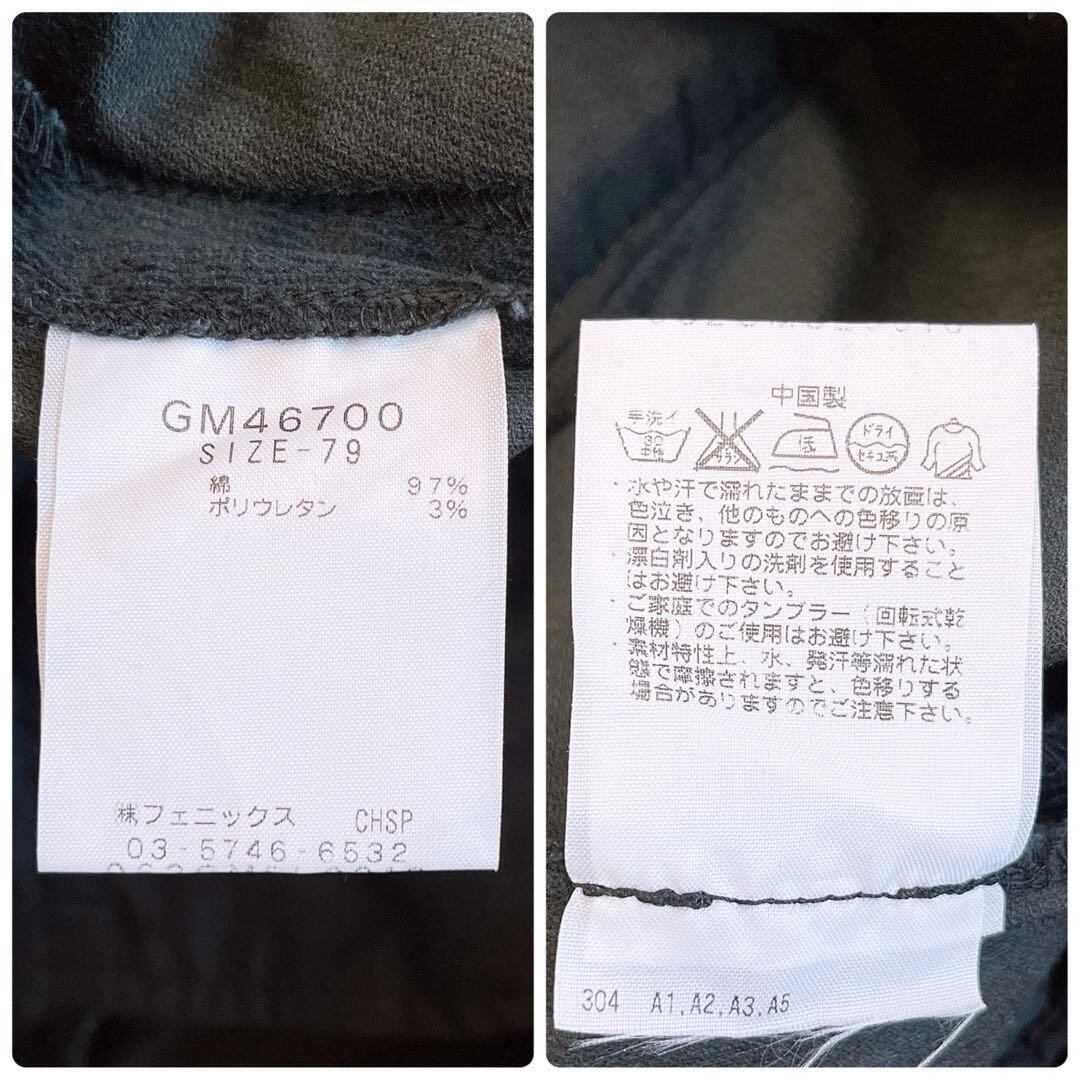 GM46700
SIZE-79
綿 97%
ポリウレタン 3%
㈱フェニックス CHSP
03-5746-6532
中国製
手洗イ
30
中性
サラシ
ほ
ドライ
セキユ系
・水や汗で濡れたままでの放置は、
色泣き、他のものへの色移りの原
因となりますのでお避け下さい。
・漂白剤入りの洗剤を使用すること
はお避け下さい。
・ご家庭でのタンブラー（回転式乾
燥機）のご使用はお避け下さい。
・素材特性上、水、発汗等濡れた状
態で摩擦されますと、色移りする
場合がありますのでご注意下さい。
304 A1,A2,A3,A5